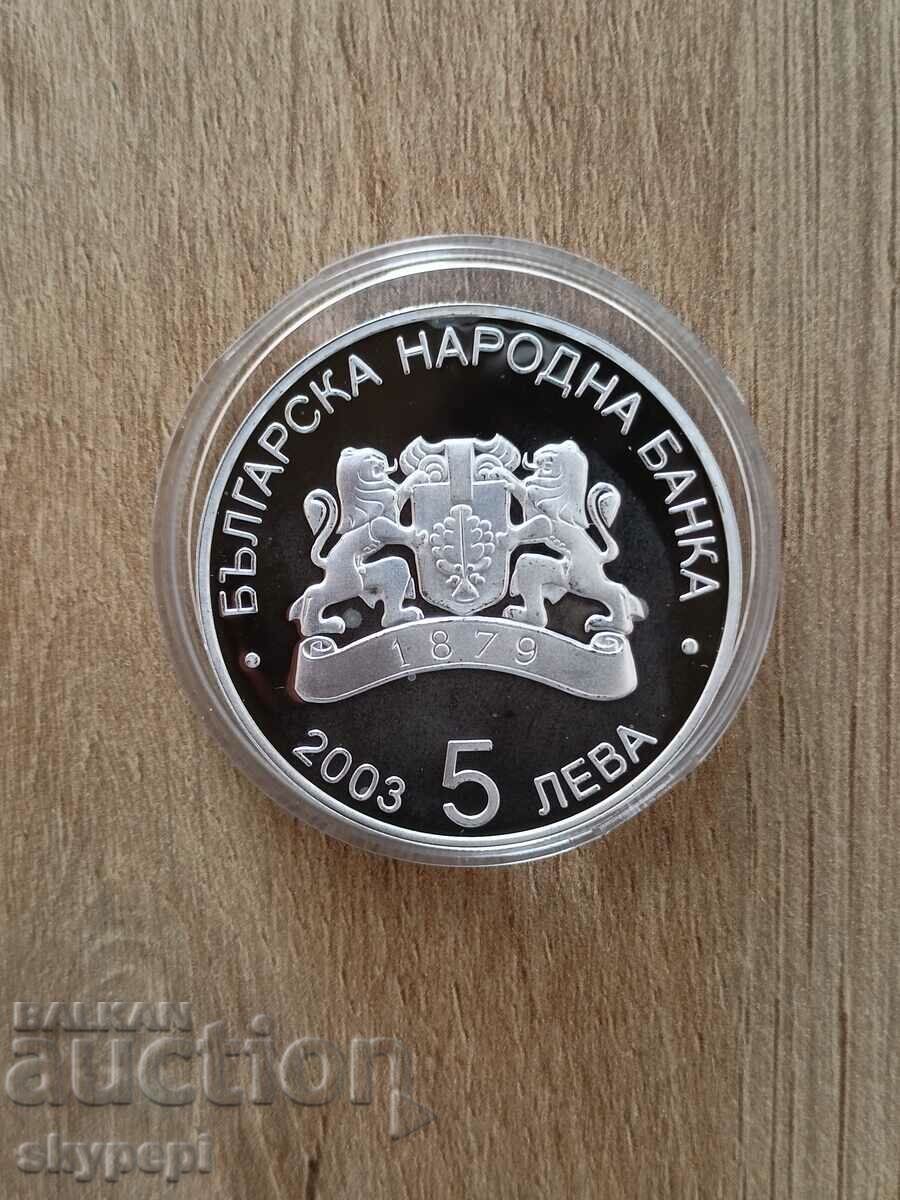 БЪЛГАРСКА НАРОДНА БАНКА
1879
2003 5 ЛЕВА
BALKAN
auction
skypepi